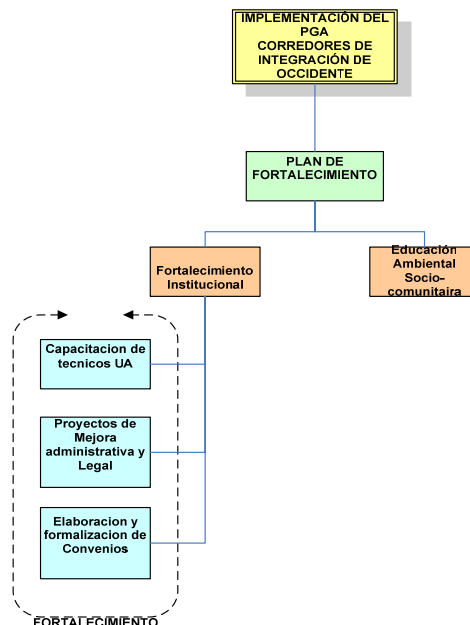 IMPLEMENTACIÓN DEL
PGA
CORREDORES DE
INTEGRACIÓN DE
OCCIDENTE
PLAN DE
FORTALECIMIENTO
Fortalecimiento
Institucional
Educación
Ambiental
Socio-
comunitaira
Capacitacion de
tecnicos UA
Proyectos de
Mejora
administrativa y
Legal
Elaboracion y
formalizacion de
Convenios
FORTALECIMIENTO